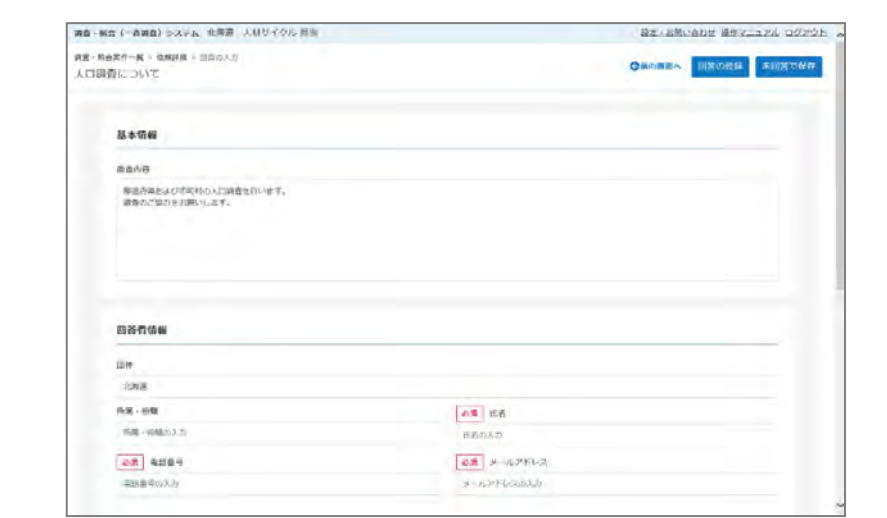 調査・照会(一斉調査)システム 北海道 人材リサイクル 担当
設定・お問い合わせ 操作マニュアル ログアウト
調査・照会案件一覧 > 依頼詳細 > 回答の入力
人口調査について
前の画面へ 回答の登録 未回答で保存
基本情報
調査内容
都道府県および市町村の人口調査を行います。
調査のご協力をお願いします。
回答者情報
団体
北海道
所属・役職
必須 氏名
所属・役職の入力
氏名の入力
必須 電話番号
必須 メールアドレス
電話番号の入力
メールアドレスの入力